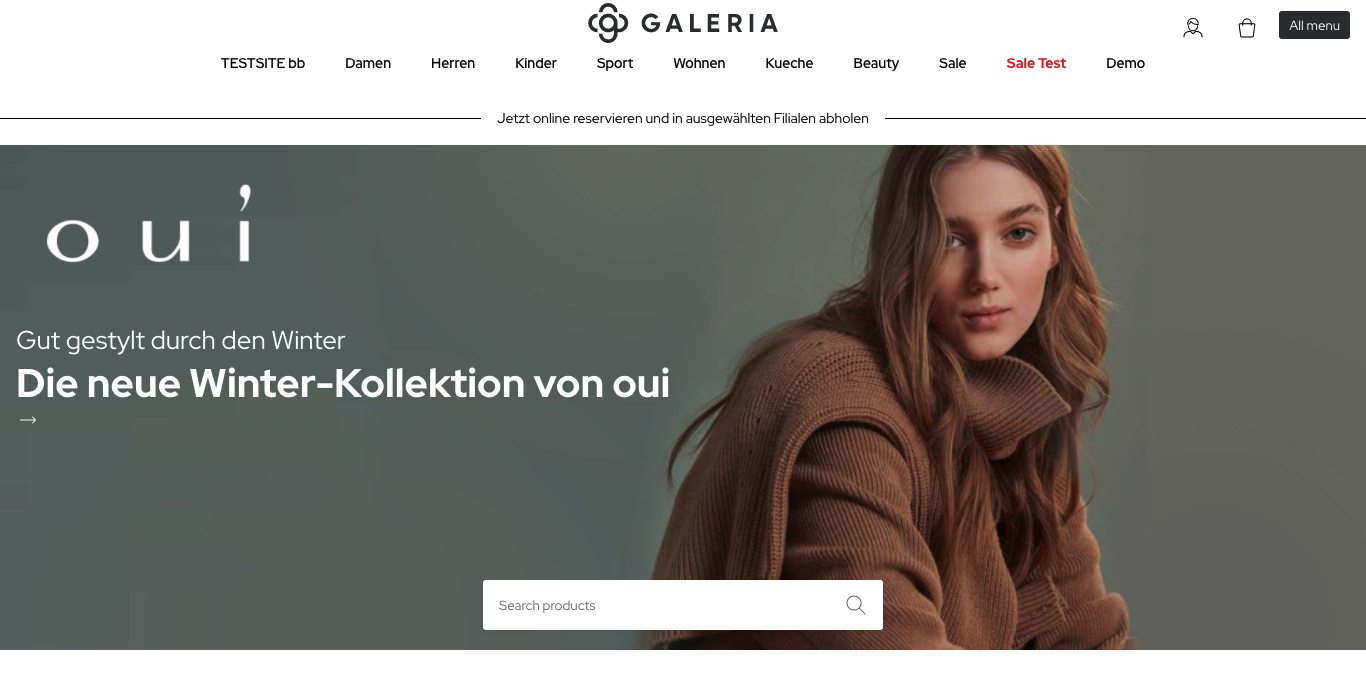 GALERIA
All menu
TESTSITE bb Damen Herren Kinder Sport Wohnen Kueche Beauty Sale Sale Test Demo
Jetzt online reservieren und in ausgewählten Filialen abholen
oui
Gut gestylt durch den Winter
Die neue Winter-Kollektion von oui
Search products